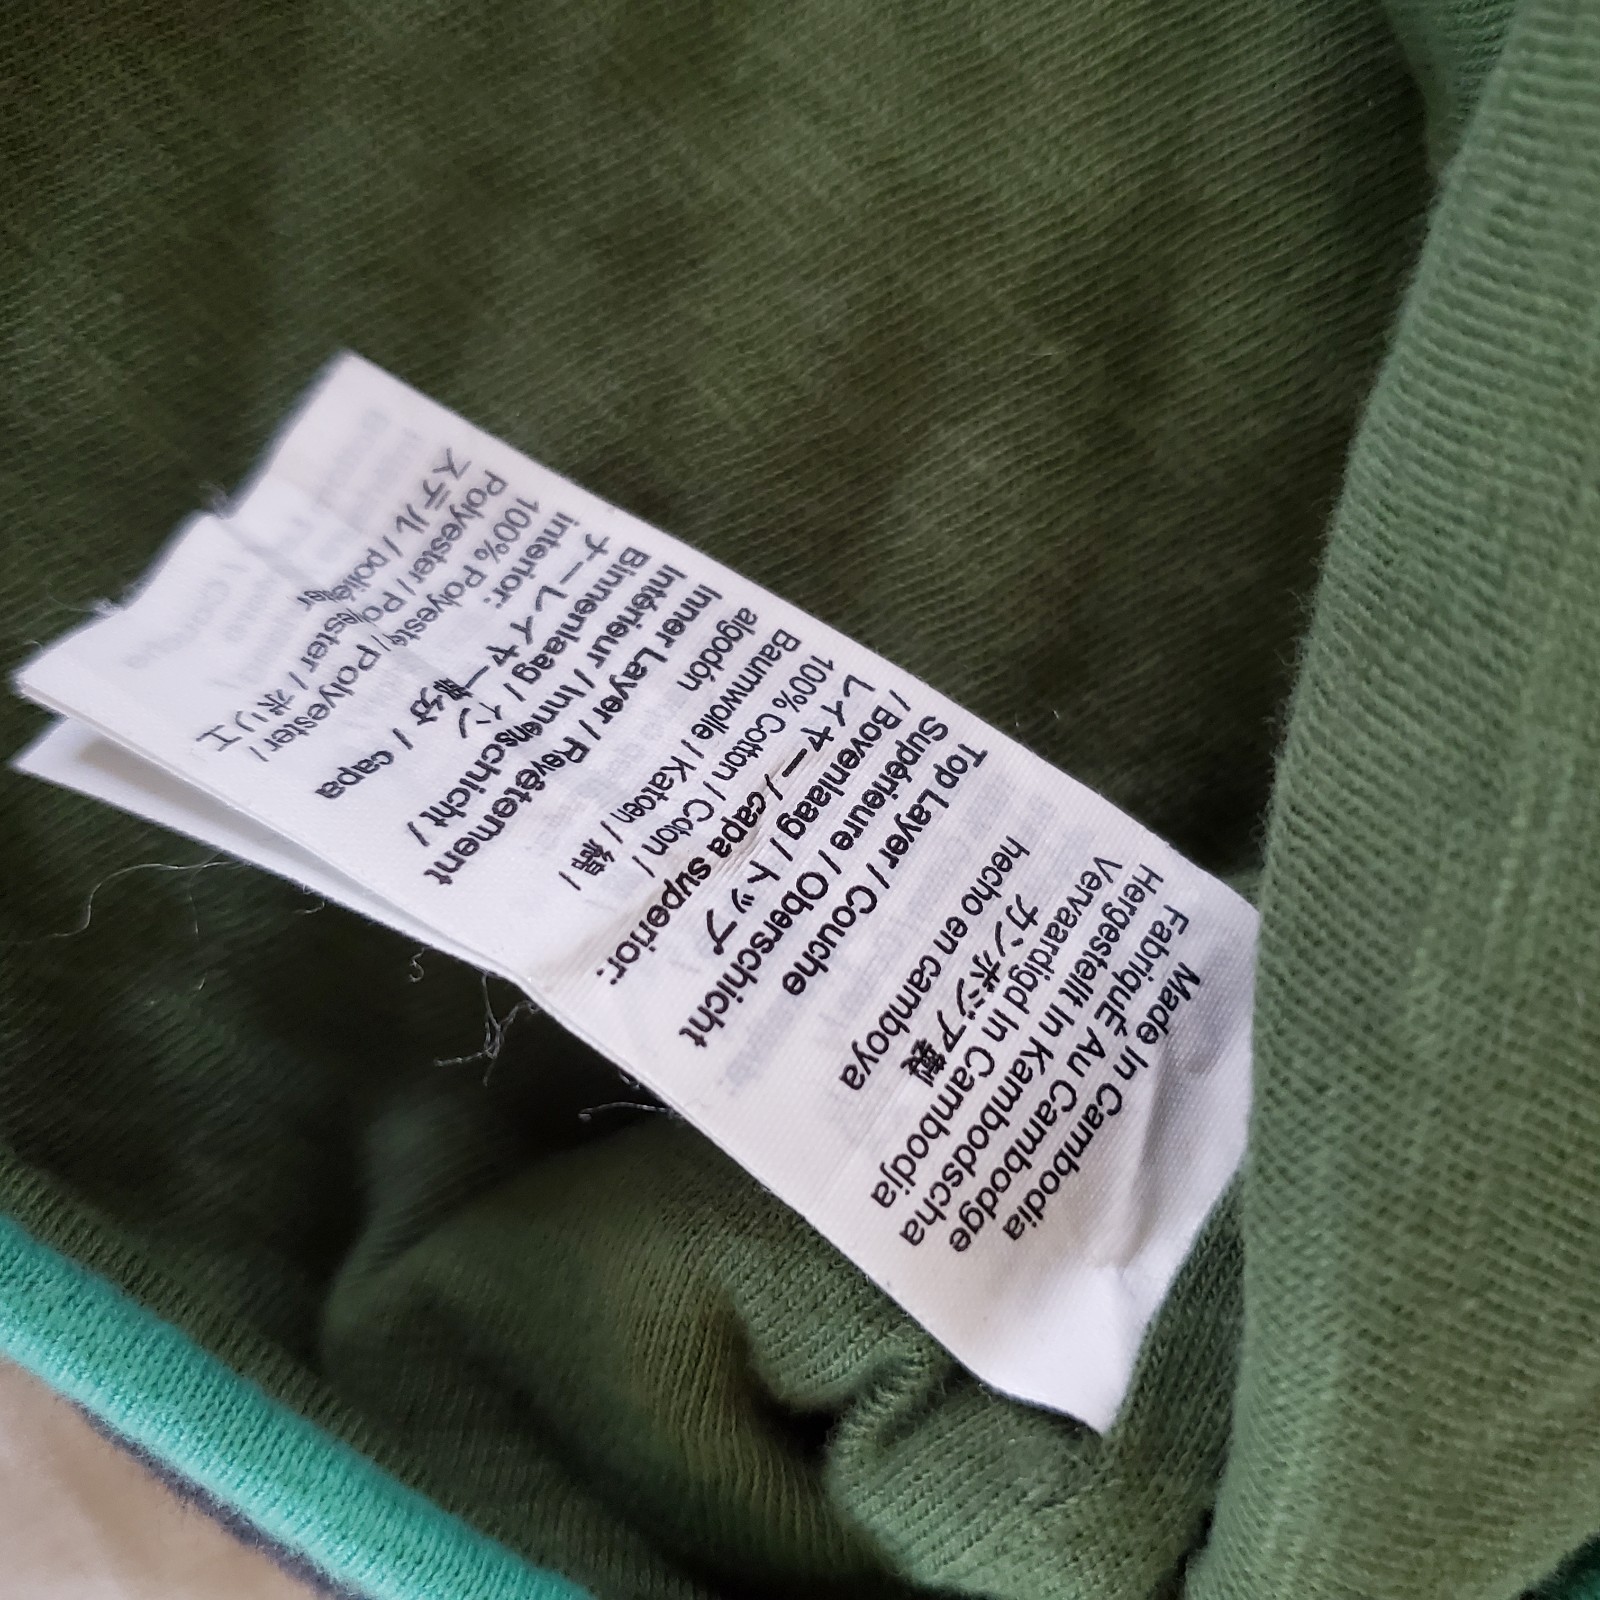 Made In Cambodia
FabriquÉ Au Cambodge
Hergestellt In Kambodscha
Vervaardigd In Cambodja
カンボジア製
hecho en camboya
Top Layer / Couche
Supérieure / Oberschicht
/ Bovenlaag / トップ
レイヤー / capa superior:
100% Cotton / Coton /
Baumwolle / Katoen / 綿 /
algodón
Inner Layer / Revêtement
Intérieur / Innenschicht /
Binnenlaag / イン
ナーレイヤー部分 / capa
interior:
100% Polyester / Polyester /
Polyester / Polyester / ポリエ
ステル / poliéster